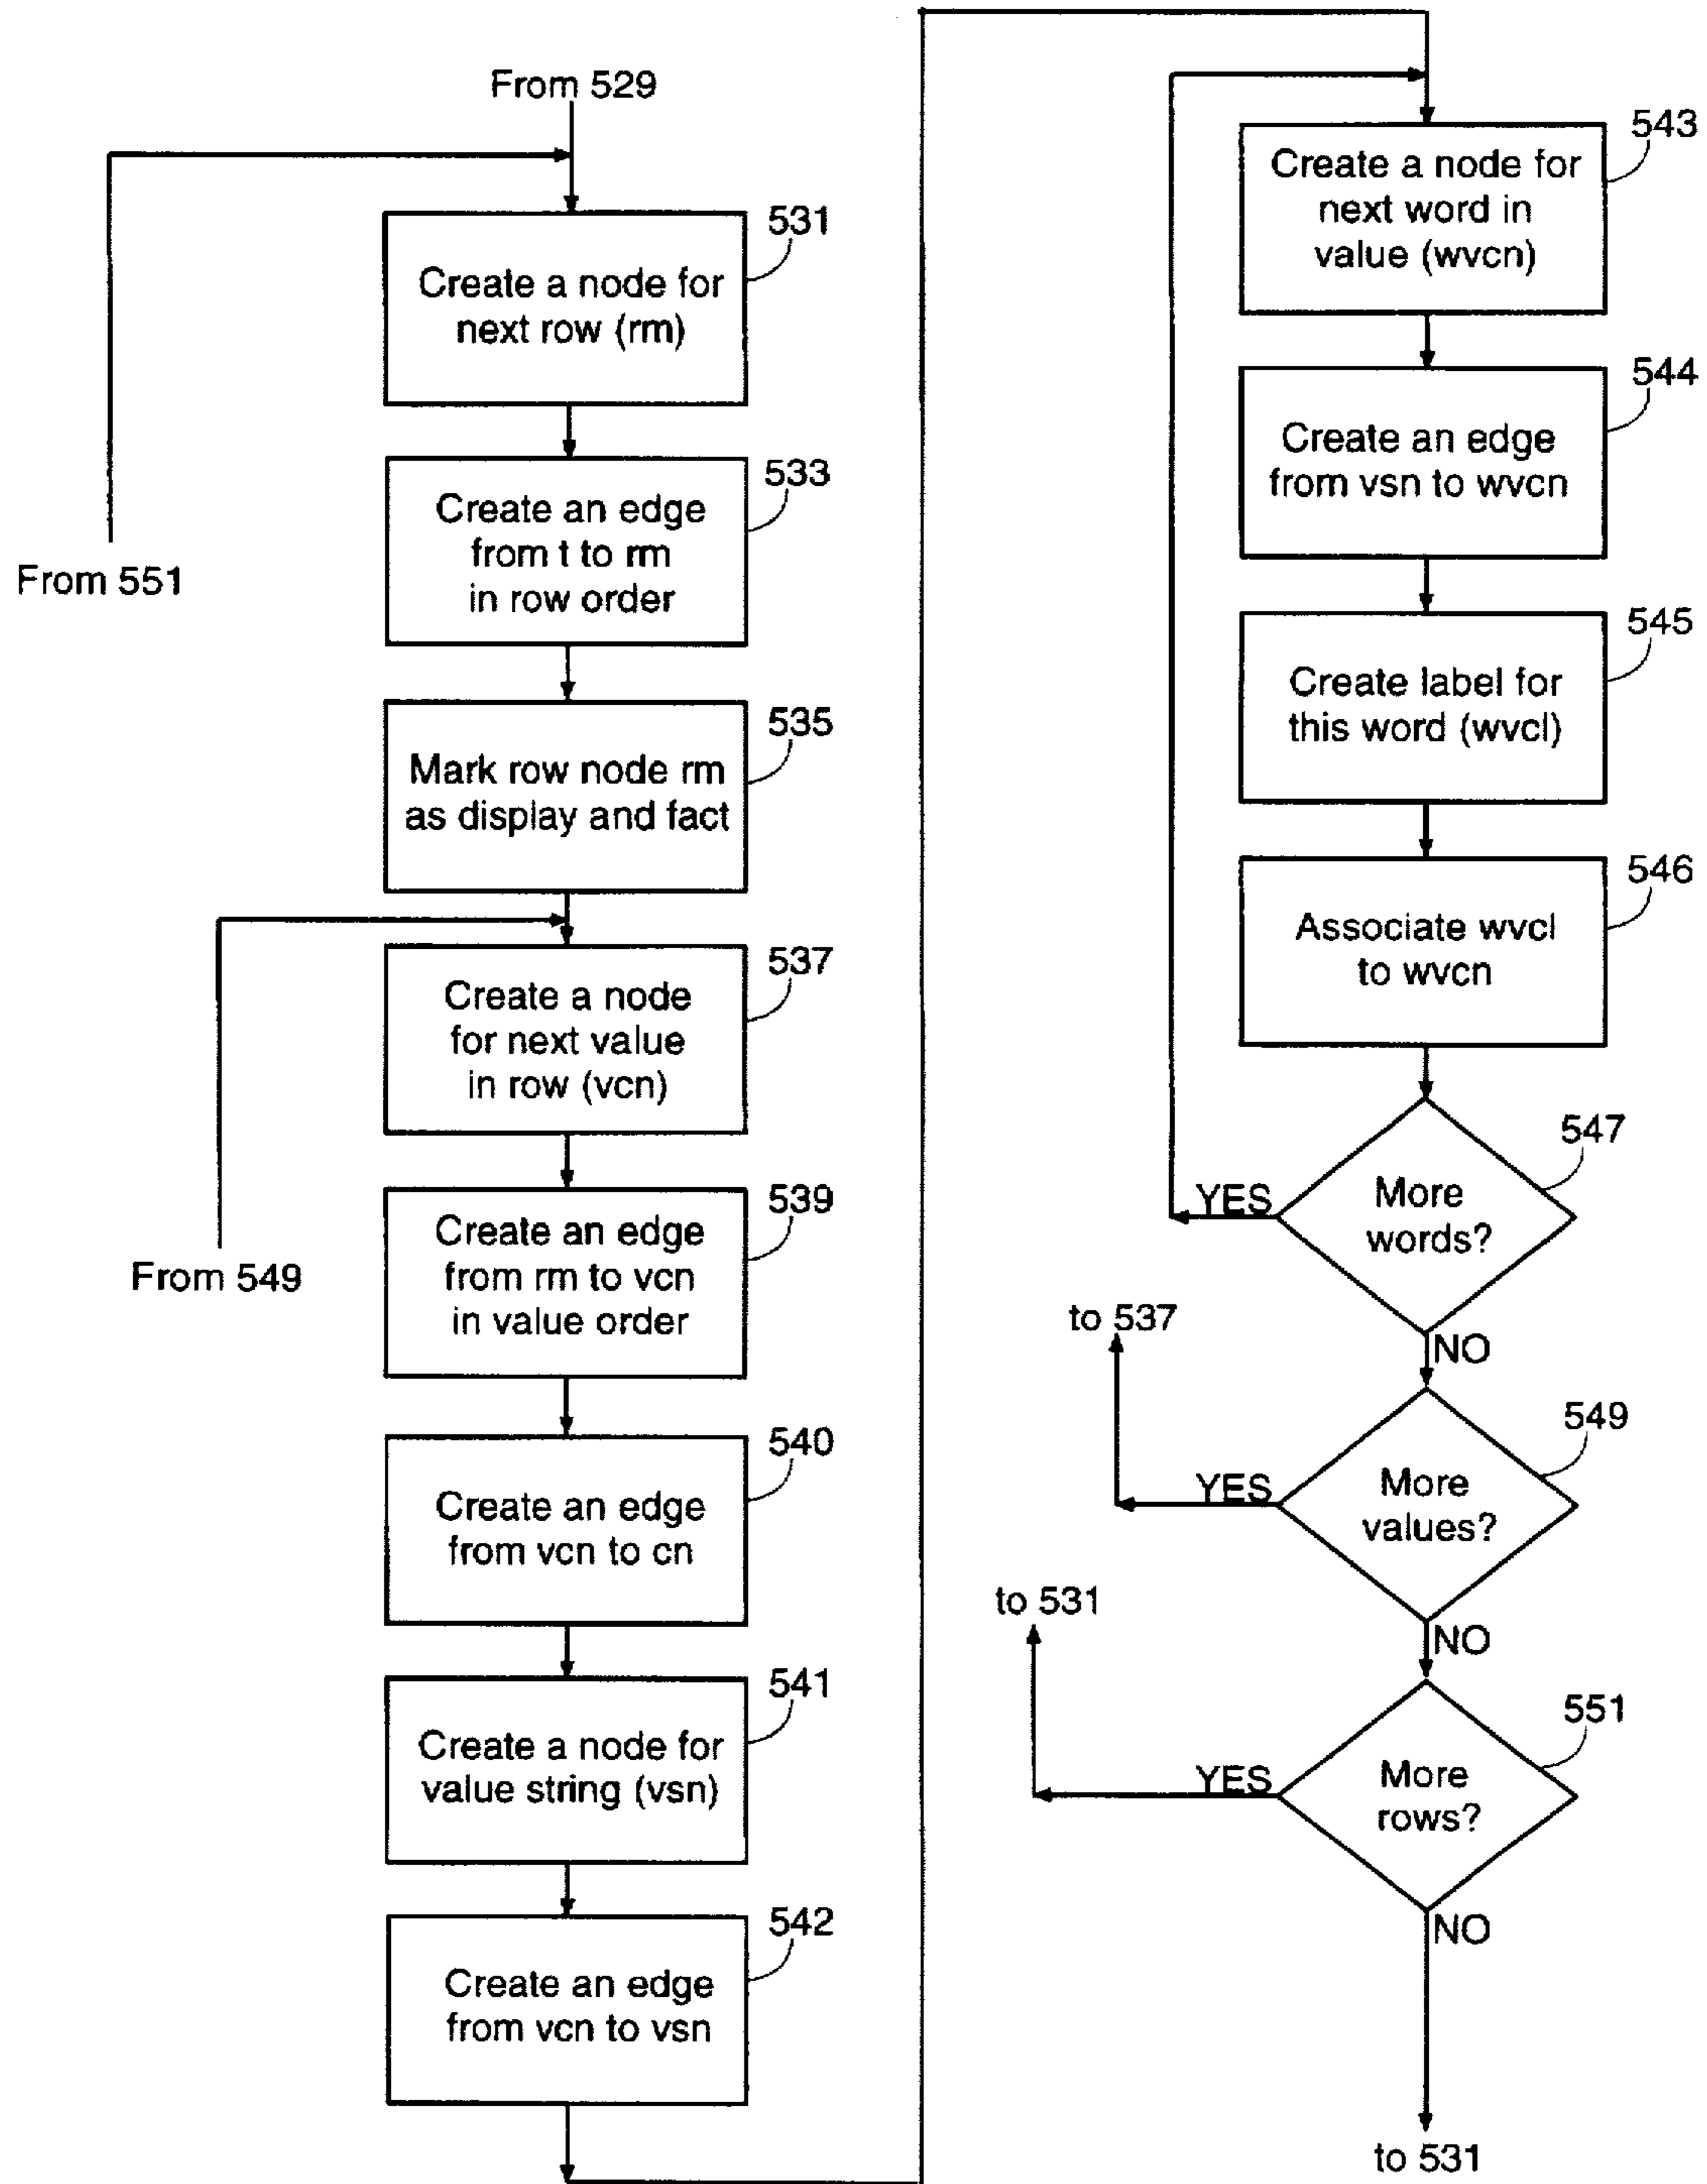 From 529
531
Create a node for
next row (rm)
533
Create an edge
from t to rm
in row order
From 551
535
Mark row node rm
as display and fact
537
Create a node
for next value
in row (vcn)
539
Create an edge
from rm to vcn
in value order
From 549
540
Create an edge
from vcn to cn
541
Create a node for
value string (vsn)
542
Create an edge
from vcn to vsn
543
Create a node for
next word in
value (wvcn)
544
Create an edge
from vsn to wvcn
545
Create label for
this word (wvcl)
546
Associate wvcl
to wvcn
547
More
words?
YES
NO
to 537
549
More
values?
YES
NO
to 531
551
More
rows?
YES
NO
to 531